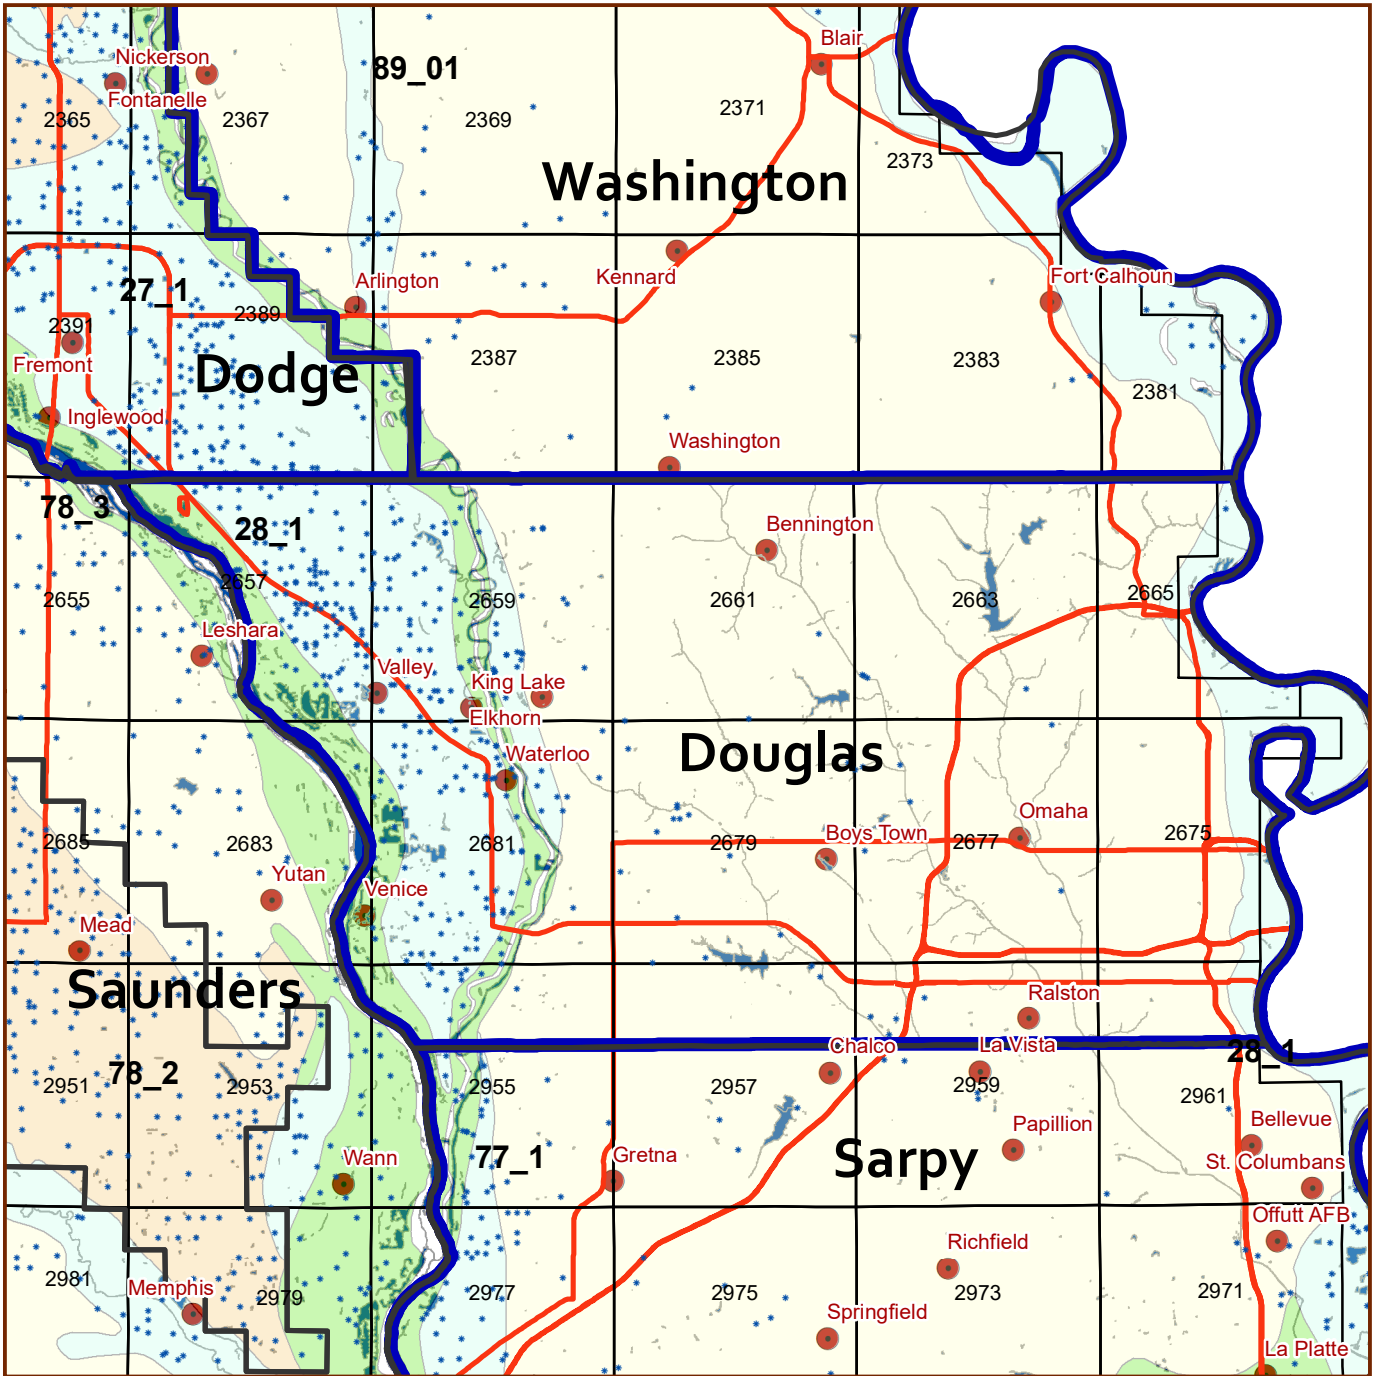 Blair
Nickerson
89_01
Fontanelle
2365
2367
2369
2371
2373
Washington
Kennard
Fort Calhoun
Arlington
27_1
2389
2391
Fremont
Dodge
2387
2385
2383
2381
Inglewood
Washington
78_3
28_1
Bennington
2657
2655
2659
2661
2663
2665
Leshara
Valley
King Lake
Elkhorn
Waterloo
Douglas
Omaha
Boys Town
2685
2683
2681
2679
2677
2675
Yutan
Venice
Mead
Saunders
Ralston
Chalco
La Vista
28_1
78_2
2951
2953
2955
2957
2959
2961
Bellevue
Papillion
Wann
77_1
Gretna
Sarpy
St. Columbans
Offutt AFB
Richfield
2981
Memphis
2979
2977
2975
2973
2971
Springfield
La Platte